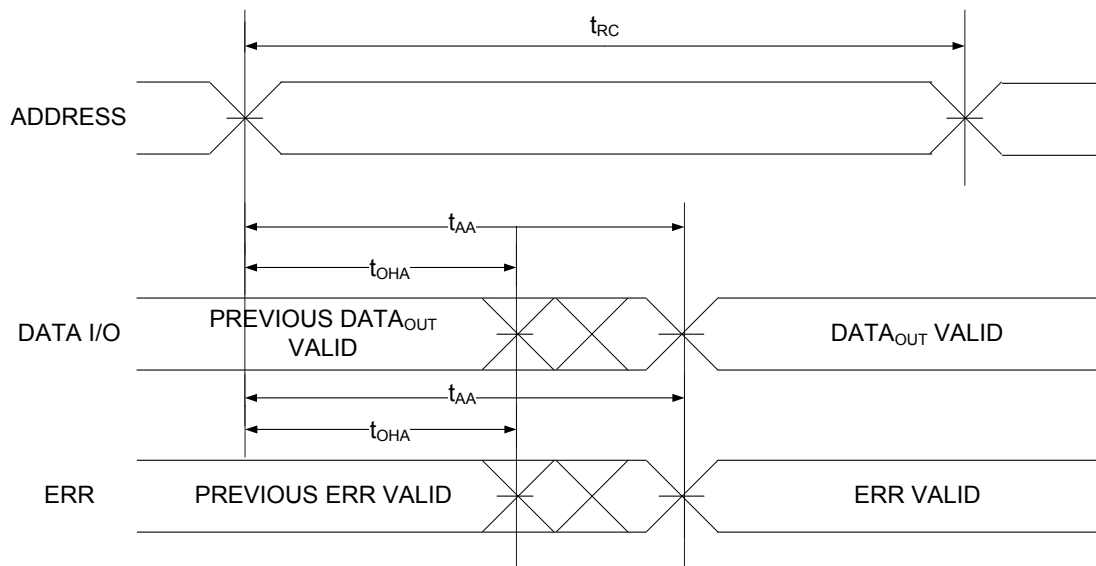 tRC
ADDRESS
tAA
tOHA
DATA I/O
PREVIOUS DATAOUT
VALID
DATAOUT VALID
tAA
tOHA
ERR
PREVIOUS ERR VALID
ERR VALID